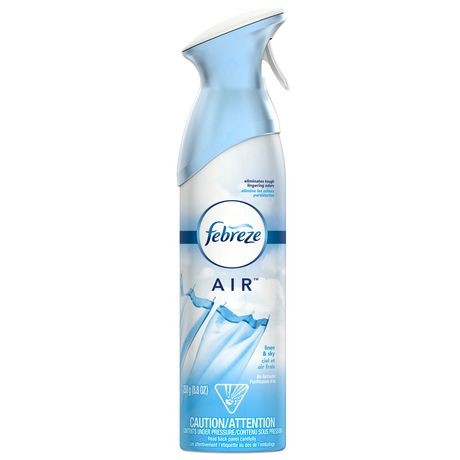 eliminates tough
lingering odors
élimine les odeurs
persistantes
febreze
AIR™
linen
& sky
ciel et
air frais
250 g (8.8 OZ)
CAUTION/ATTENTION
CONTENTS UNDER PRESSURE/CONTENU SOUS PRESSION
Read back panel carefully